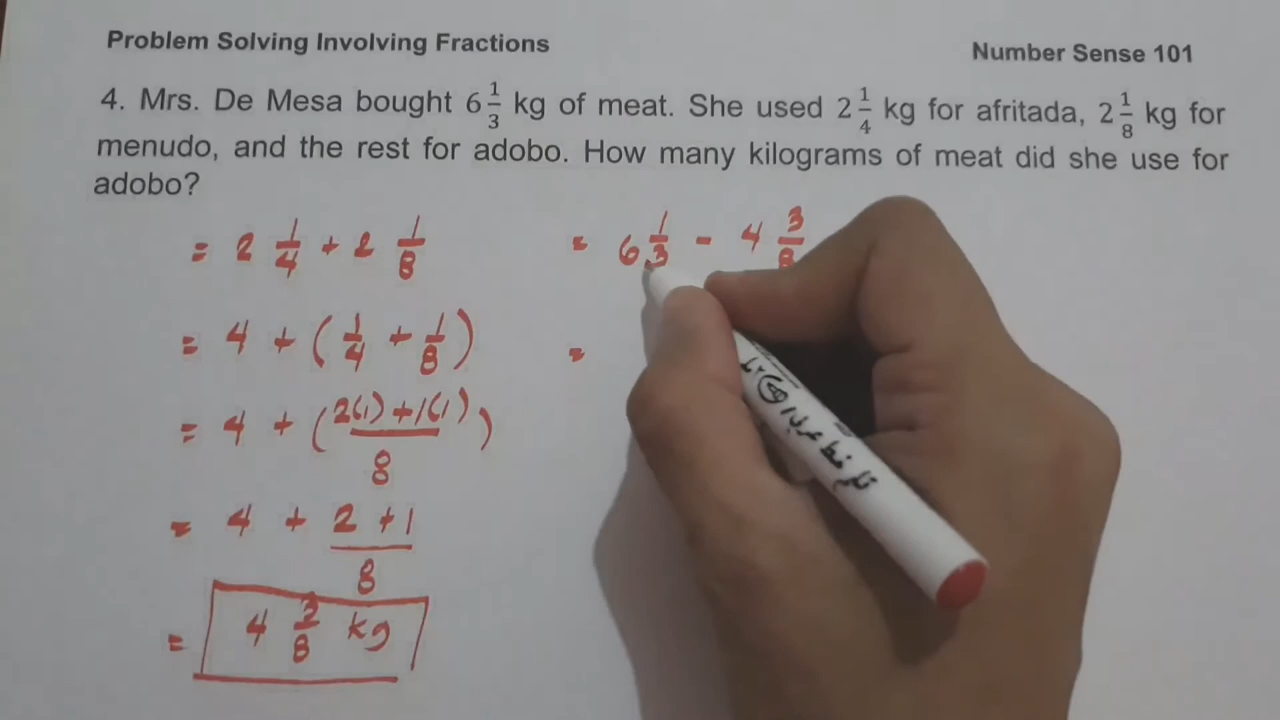 Problem Solving Involving Fractions
Number Sense 101
4. Mrs. De Mesa bought 6 1/3 kg of meat. She used 2 1/4 kg for afritada, 2 1/8 kg for
menudo, and the rest for adobo. How many kilograms of meat did she use for
adobo?
= 2 1/4 + 2 1/8
= 4 + (1/4 + 1/8)
= 4 + (2(1)+1(1)/8)
= 4 + 2+1/8
= 4 3/8 kg
= 6 1/3 - 4 3/8
=